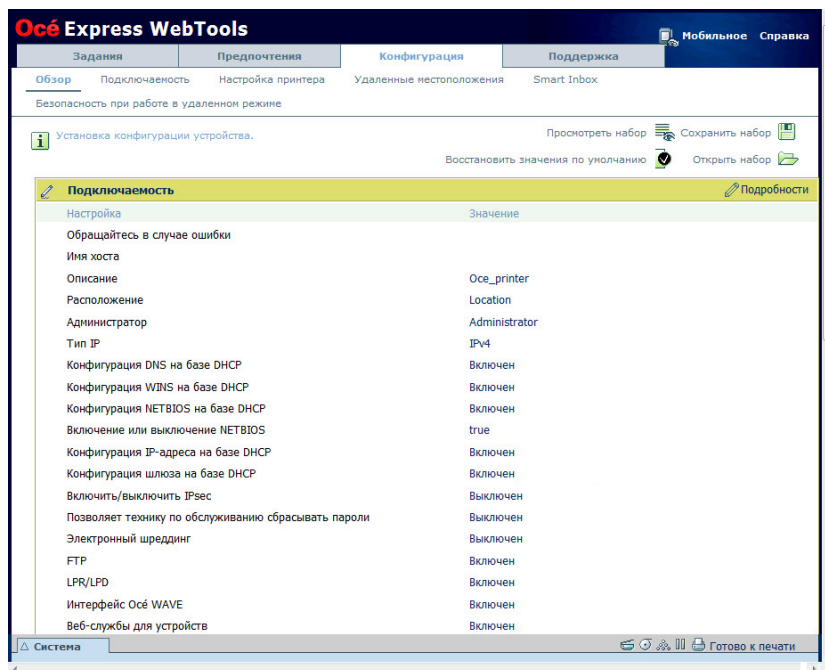 Océ Express WebTools
Мобильное Справка
Задания Предпочтения Конфигурация Поддержка
Обзор Подключаемость Настройка принтера Удаленные местоположения Smart Inbox
Безопасность при работе в удаленном режиме
Установка конфигурации устройства.
Просмотреть набор Сохранить набор
Восстановить значения по умолчанию Открыть набор
Подключаемость Подробности
Настройка Значение
Обращайтесь в случае ошибки
Имя хоста
Описание Oce_printer
Расположение Location
Администратор Administrator
Тип IP IPv4
Конфигурация DNS на базе DHCP Включен
Конфигурация WINS на базе DHCP Включен
Конфигурация NETBIOS на базе DHCP Включен
Включение или выключение NETBIOS true
Конфигурация IP-адреса на базе DHCP Включен
Конфигурация шлюза на базе DHCP Включен
Включить/выключить IPsec Выключен
Позволяет технику по обслуживанию сбрасывать пароли Выключен
Электронный шреддинг Выключен
FTP Включен
LPR/LPD Включен
Интерфейс Océ WAVE Включен
Веб-службы для устройств Включен
Система Готово к печати